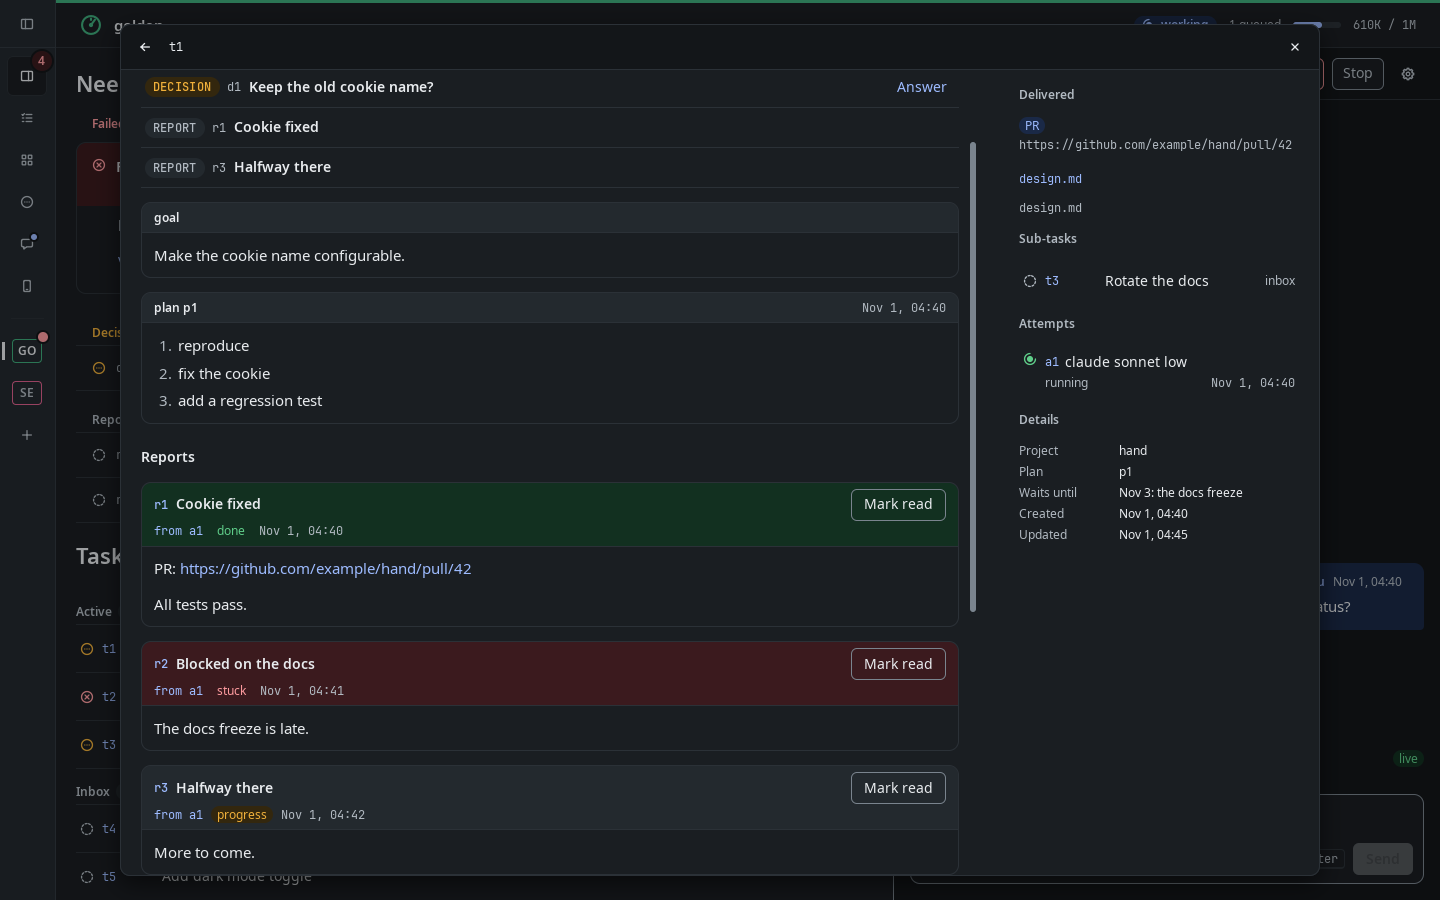 working 1 queued 610K / 1M
t1
4
Stop
DECISION d1 Keep the old cookie name? Answer
REPORT r1 Cookie fixed
REPORT r3 Halfway there
goal
Make the cookie name configurable.
plan p1 Nov 1, 04:40
1. reproduce
2. fix the cookie
3. add a regression test
Reports
r1 Cookie fixed Mark read
from a1 done Nov 1, 04:40
PR: https://github.com/example/hand/pull/42
All tests pass.
r2 Blocked on the docs Mark read
from a1 stuck Nov 1, 04:41
The docs freeze is late.
r3 Halfway there Mark read
from a1 progress Nov 1, 04:42
More to come.
Delivered
PR
https://github.com/example/hand/pull/42
design.md
design.md
Sub-tasks
t3 Rotate the docs inbox
Attempts
a1 claude sonnet low
running Nov 1, 04:40
Details
Project hand
Plan p1
Waits until Nov 3: the docs freeze
Created Nov 1, 04:40
Updated Nov 1, 04:45
GO
SE
Active
t1
t2
t3
Inbox
t4
t5 Add dark mode toggle
Nov 1, 04:40
live
Send